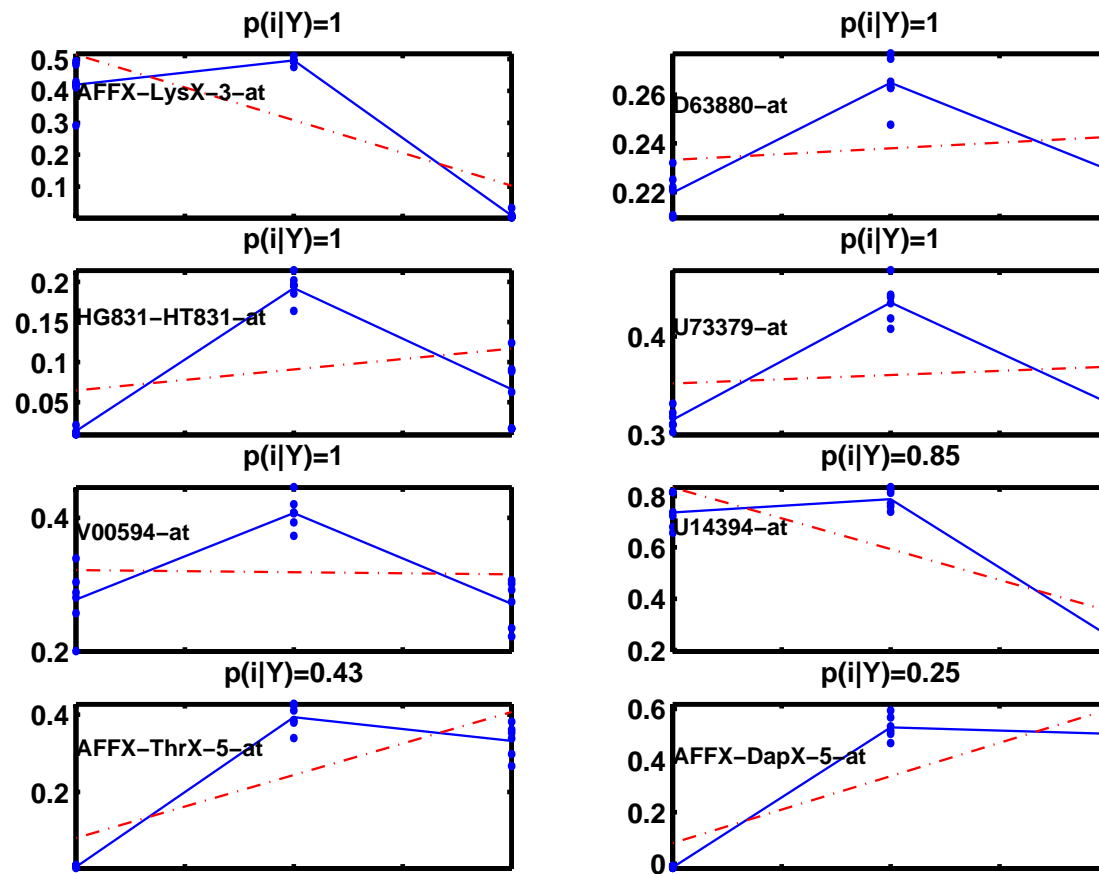 p(i|Y)=1
0.5
0.4
0.3
0.2
0.1
AFFX−LysX−3−at
p(i|Y)=1
0.26
0.24
0.22
D63880−at
p(i|Y)=1
0.2
0.15
0.1
0.05
HG831−HT831−at
p(i|Y)=1
0.4
0.3
U73379−at
p(i|Y)=1
0.4
0.2
V00594−at
p(i|Y)=0.85
0.8
0.6
0.4
0.2
U14394−at
p(i|Y)=0.43
0.4
0.2
AFFX−ThrX−5−at
p(i|Y)=0.25
0.6
0.4
0.2
0
AFFX−DapX−5−at